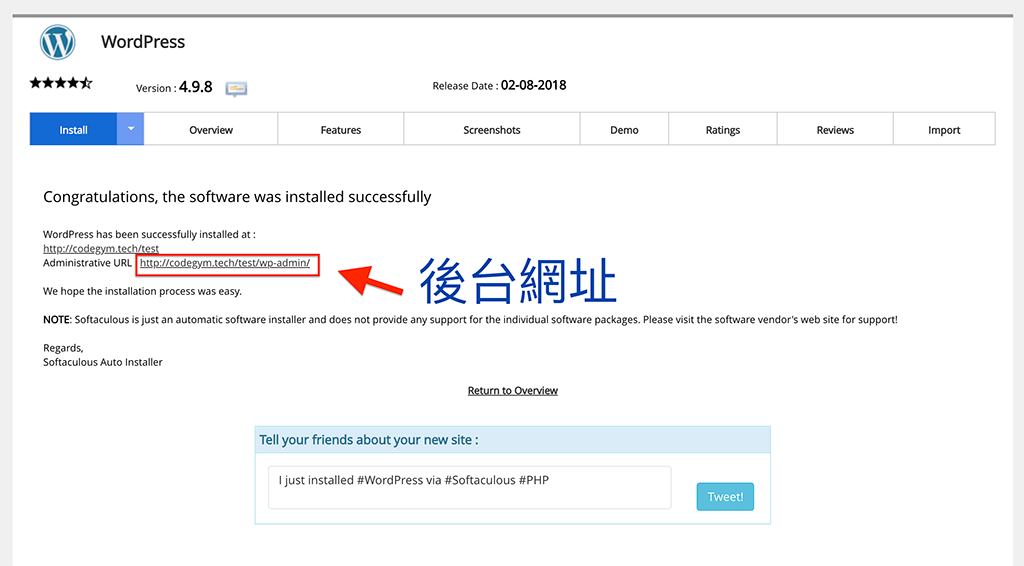 WordPress
Version : 4.9.8
Release Date : 02-08-2018
Install
Overview
Features
Screenshots
Demo
Ratings
Reviews
Import
Congratulations, the software was installed successfully
WordPress has been successfully installed at :
http://codegym.tech/test
Administrative URL http://codegym.tech/test/wp-admin/
後台網址
We hope the installation process was easy.
NOTE: Softaculous is just an automatic software installer and does not provide any support for the individual software packages. Please visit the software vendor's web site for support!
Regards,
Softaculous Auto Installer
Return to Overview
Tell your friends about your new site :
I just installed #WordPress via #Softaculous #PHP
Tweet!